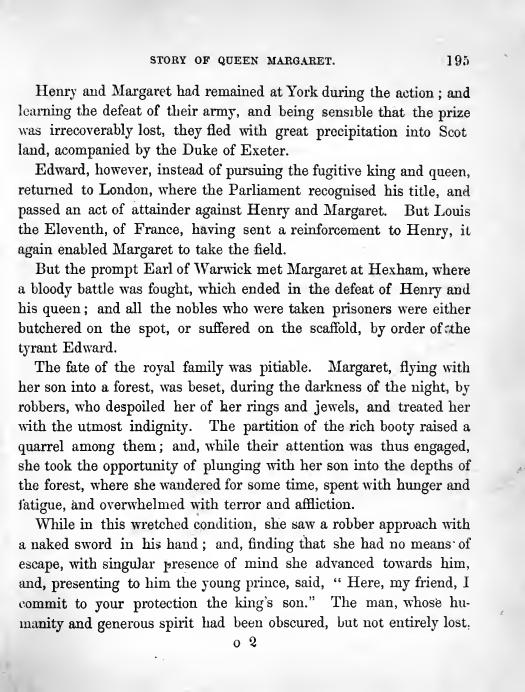 STORY OF QUEEN MARGARET. 195
Henry and Margaret had remained at York during the action ; and
learning the defeat of their army, and being sensible that the prize
was irrecoverably lost, they fled with great precipitation into Scot
land, acompanied by the Duke of Exeter.
Edward, however, instead of pursuing the fugitive king and queen,
returned to London, where the Parliament recognised his title, and
passed an act of attainder against Henry and Margaret. But Louis
the Eleventh, of France, having sent a reinforcement to Henry, it
again enabled Margaret to take the field.
But the prompt Earl of Warwick met Margaret at Hexham, where
a bloody battle was fought, which ended in the defeat of Henry and
his queen ; and all the nobles who were taken prisoners were either
butchered on the spot, or suffered on the scaffold, by order of the
tyrant Edward.
The fate of the royal family was pitiable. Margaret, flying with
her son into a forest, was beset, during the darkness of the night, by
robbers, who despoiled her of her rings and jewels, and treated her
with the utmost indignity. The partition of the rich booty raised a
quarrel among them ; and, while their attention was thus engaged,
she took the opportunity of plunging with her son into the depths of
the forest, where she wandered for some time, spent with hunger and
fatigue, and overwhelmed with terror and affliction.
While in this wretched condition, she saw a robber approach with
a naked sword in his hand ; and, finding that she had no means of
escape, with singular presence of mind she advanced towards him,
and, presenting to him the young prince, said, “ Here, my friend, I
commit to your protection the king's son.” The man, whose hu-
manity and generous spirit had been obscured, but not entirely lost,
O 2